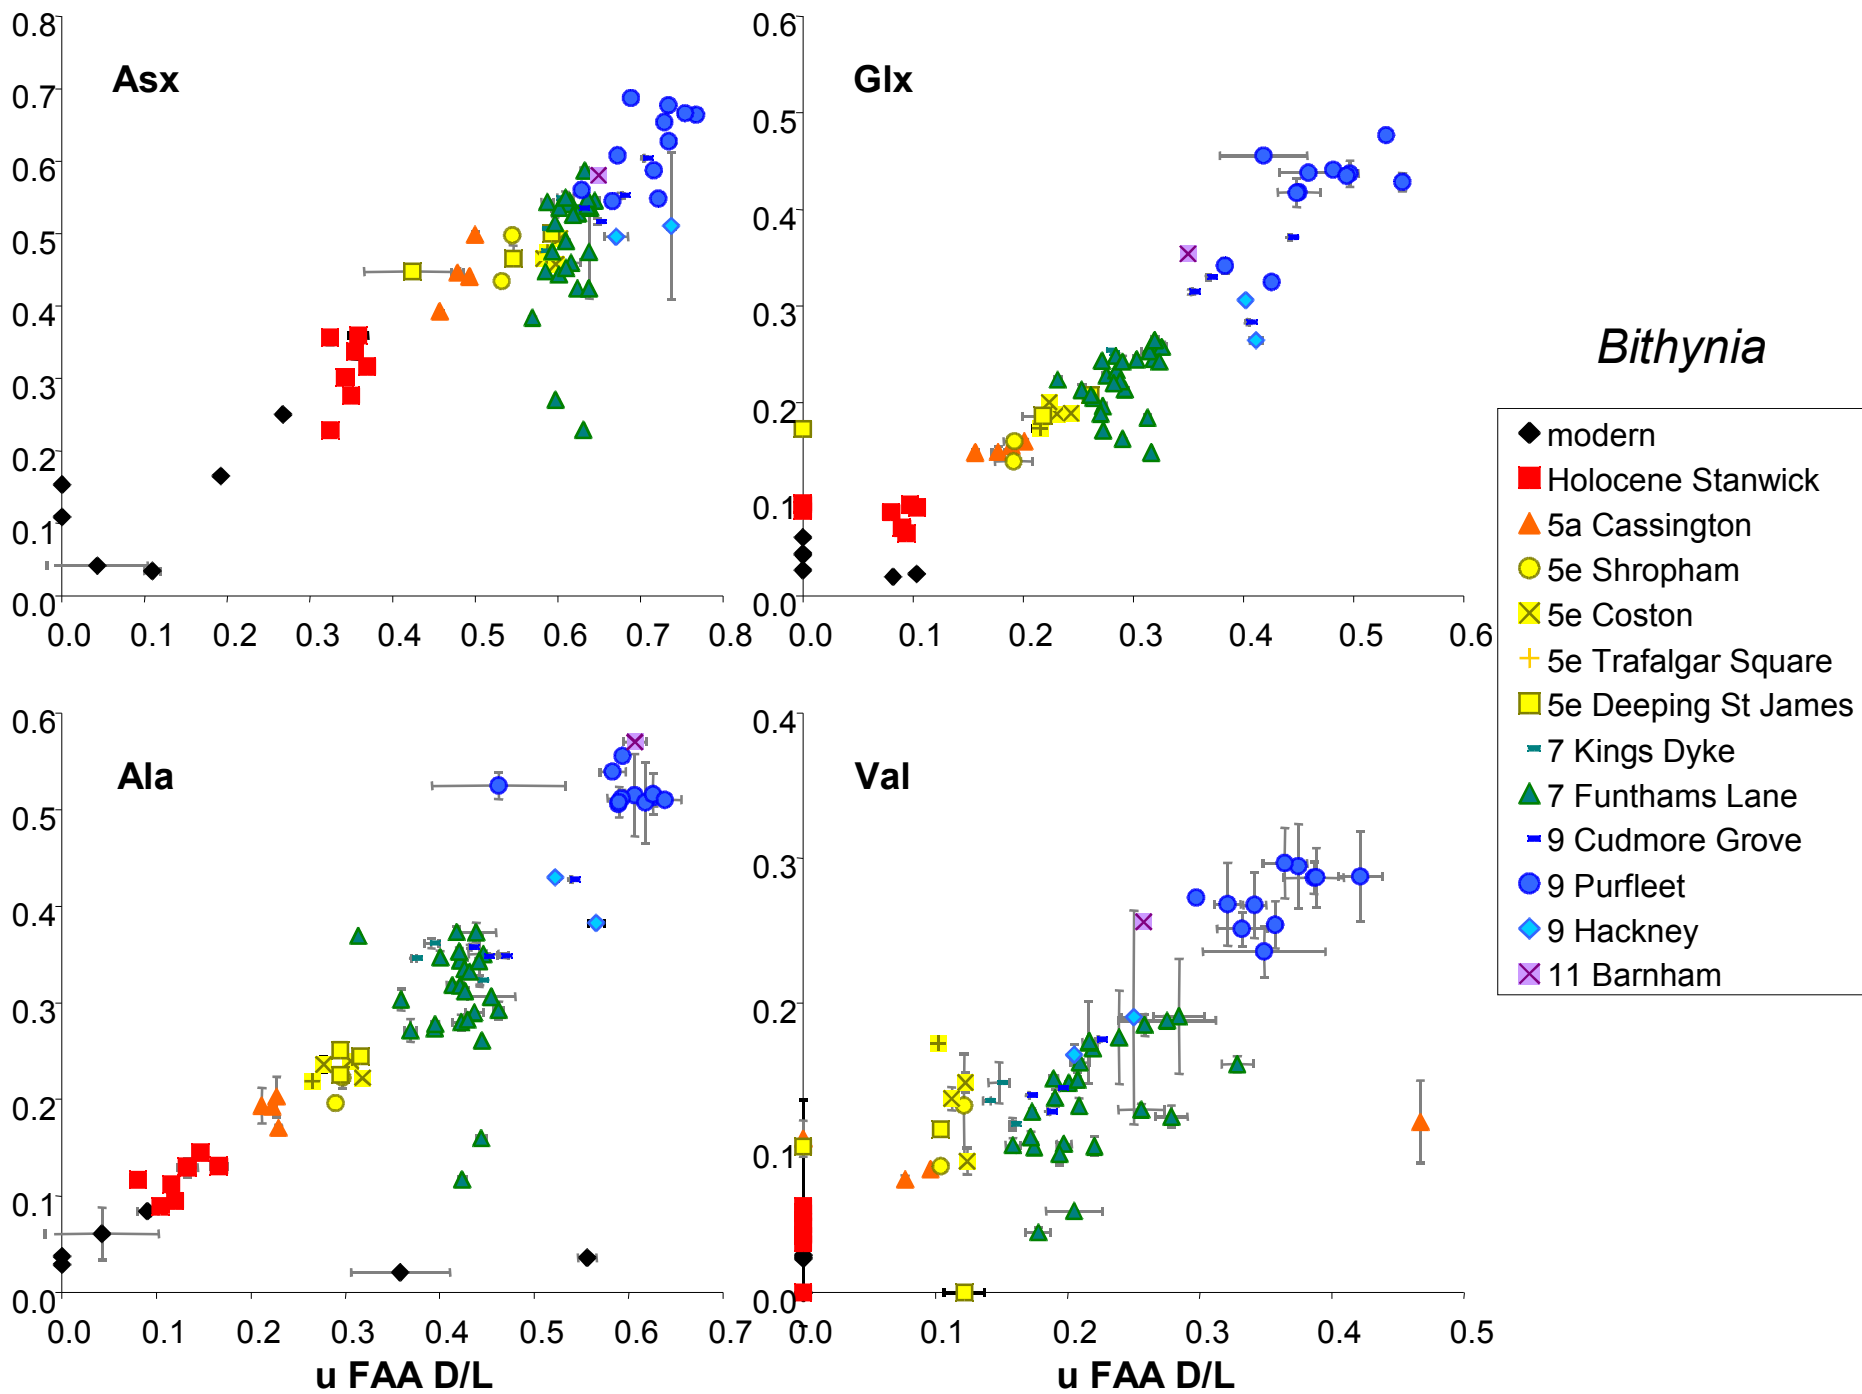 Asx
0.8
0.7
0.6
0.5
0.4
0.3
0.2
0.1
0.0
0.0 0.1 0.2 0.3 0.4 0.5 0.6 0.7 0.8
Glx
0.6
0.5
0.4
0.3
0.2
0.1
0.0
0.0 0.1 0.2 0.3 0.4 0.5 0.6
Ala
0.6
0.5
0.4
0.3
0.2
0.1
0.0
0.0 0.1 0.2 0.3 0.4 0.5 0.6 0.7
u FAA D/L
Val
0.4
0.3
0.2
0.1
0.0
0.0 0.1 0.2 0.3 0.4 0.5
u FAA D/L
Bithynia
modern
Holocene Stanwick
5a Cassington
5e Shropham
5e Coston
5e Trafalgar Square
5e Deeping St James
7 Kings Dyke
7 Funthams Lane
9 Cudmore Grove
9 Purfleet
9 Hackney
11 Barnham